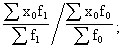 ∑ x₀f₁ / ∑ f₁ / ∑ x₀f₀ / ∑ f₀ ;